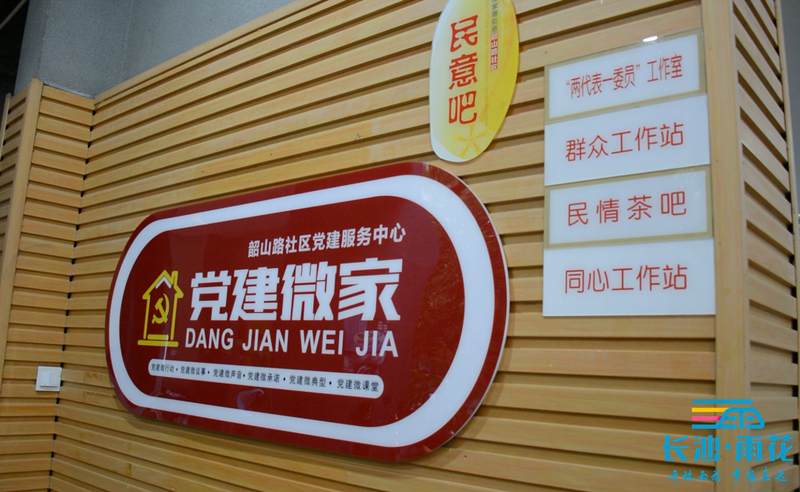 民意吧
"两代表一委员"工作室
群众工作站
民情茶吧
同心工作站
韶山路社区党建服务中心
党建微家
DANG JIAN WEI JIA
党建微行动·党建微议事·党建微声音·党建微承诺·党建微典型·党建微课堂
长沙·雨花